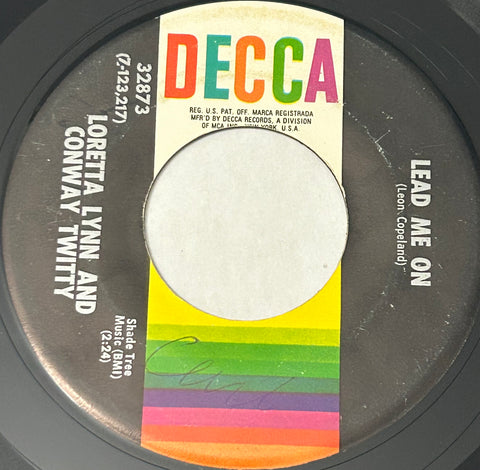 DECCA
REG. U.S. PAT. OFF. MARCA REGISTRADA
MFR'D BY DECCA RECORDS, A DIVISION
OF MCA INC., NEW YORK, U.S.A.
32873
(7-123,217)
LORETTA LYNN AND
CONWAY TWITTY
Shade Tree
Music (BMI)
(2:24)
LEAD ME ON
(Leon Copeland)